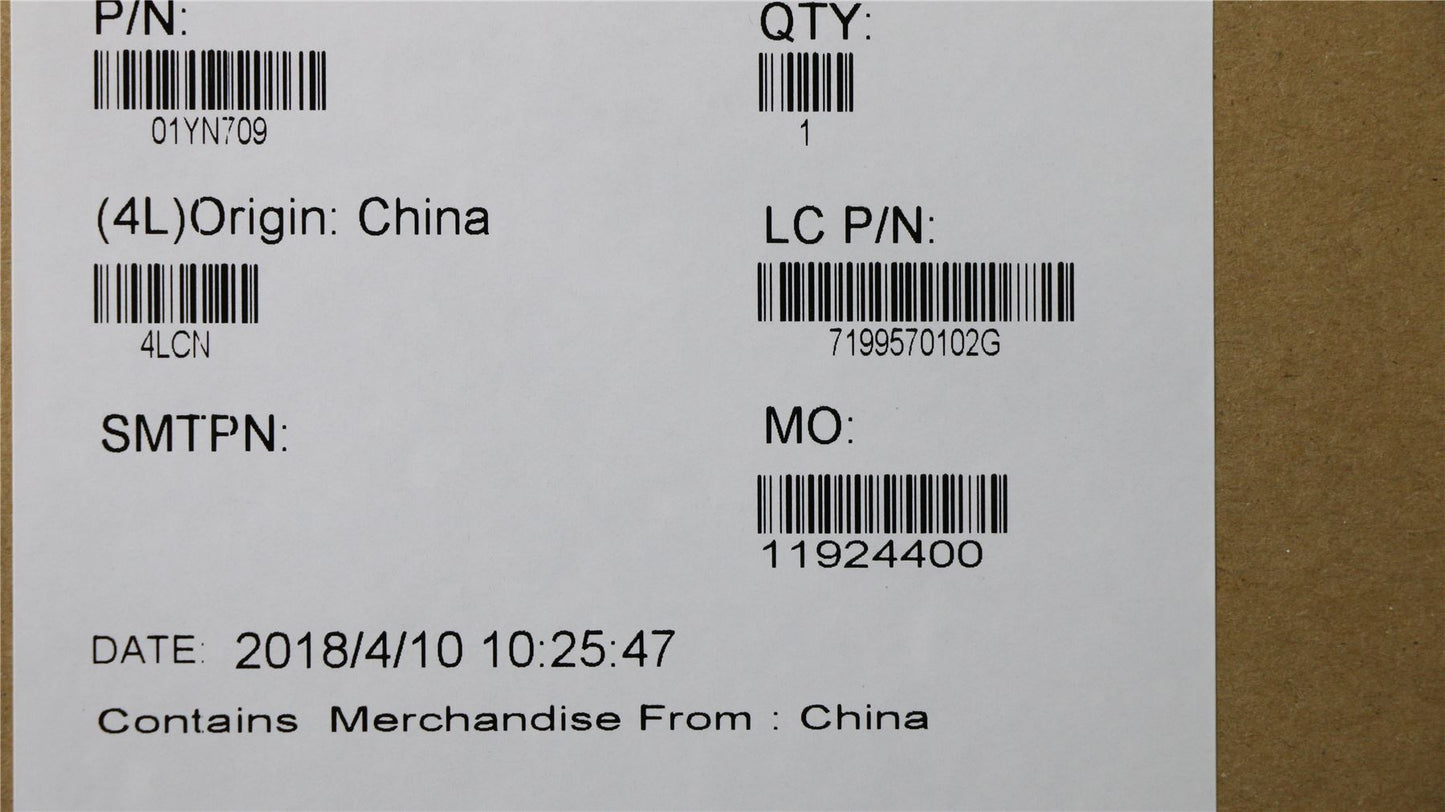 P/N:
01YN709
QTY:
1
(4L)Origin: China
4LCN
LC P/N:
7199570102G
SMTPN:
MO:
11924400
DATE: 2018/4/10 10:25:47
Contains Merchandise From : China